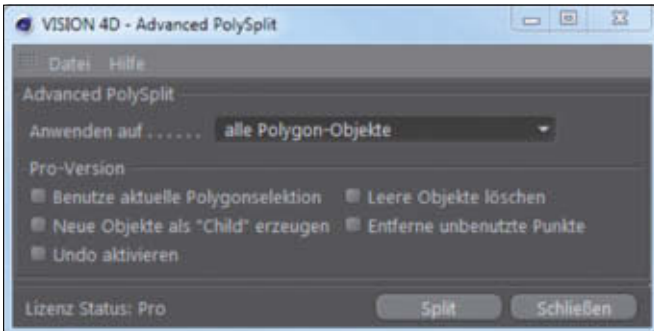 VISION 4D - Advanced PolySplit
Datei Hilfe
Advanced PolySplit
Anwenden auf . . . . . . alle Polygon-Objekte
Pro-Version
Benutze aktuelle Polygonselektion Leere Objekte löschen
Neue Objekte als "Child" erzeugen Entferne unbenutzte Punkte
Undo aktivieren
Lizenz Status: Pro Split Schließen